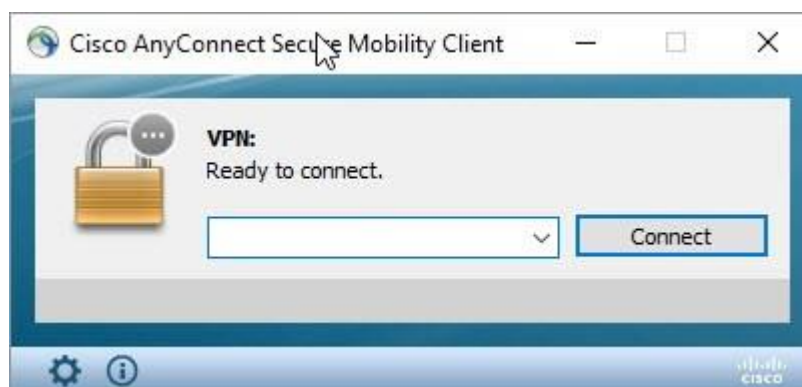 Cisco AnyConnect Secure Mobility Client
VPN:
Ready to connect.
Connect
cisco